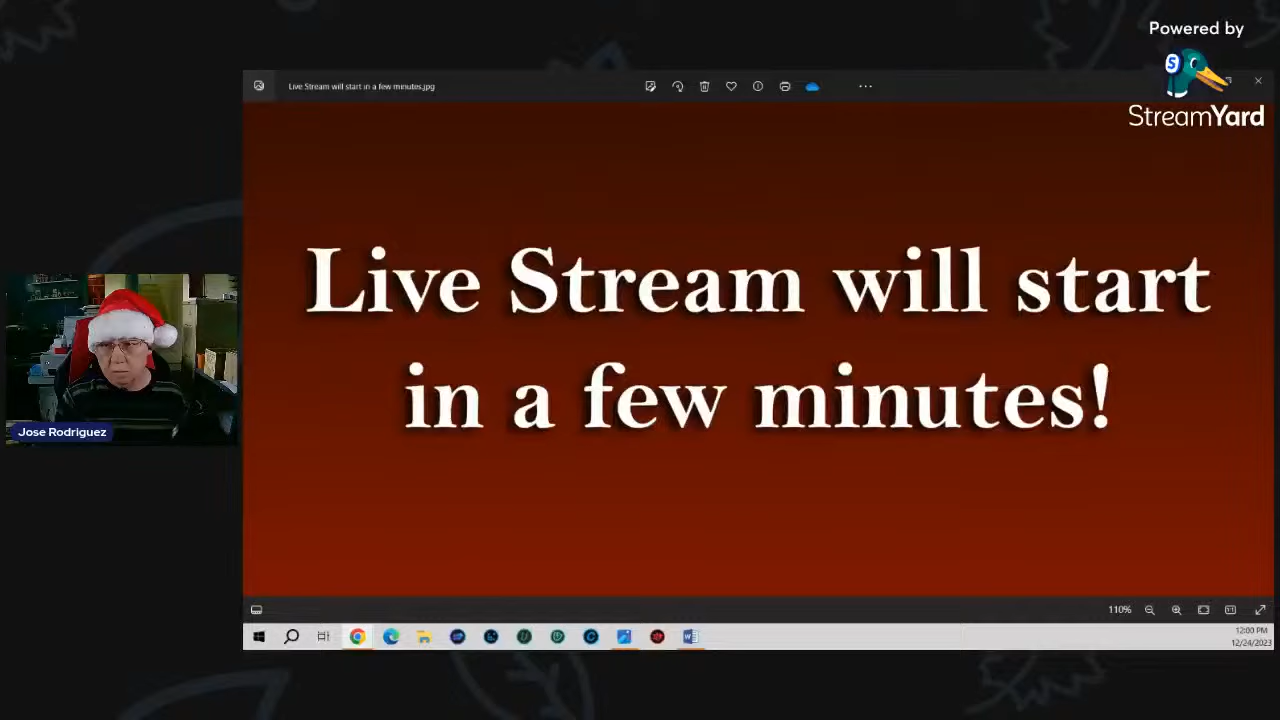 Powered by
StreamYard
Live Stream will start in a few minutes.jpg
Live Stream will start
in a few minutes!
Jose Rodriguez
110%
12:00 PM
12/24/2023